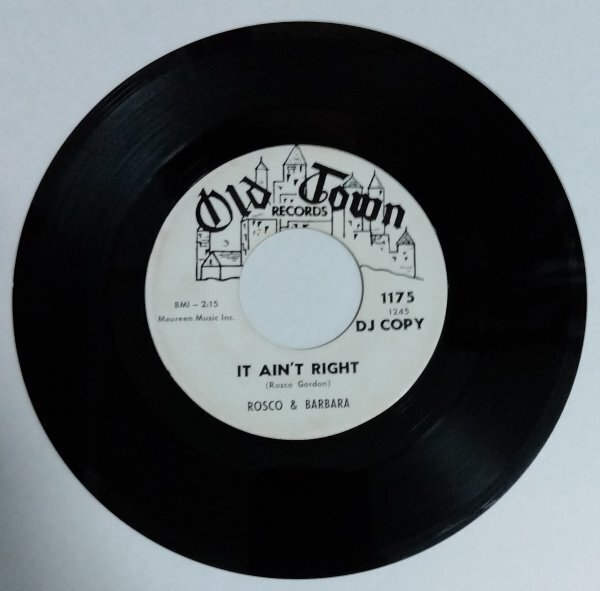 Old Town
RECORDS
BMI – 2:15
Maureen Music Inc.
1175
1245
DJ COPY
IT AIN'T RIGHT
(Rosco Gordon)
ROSCO & BARBARA